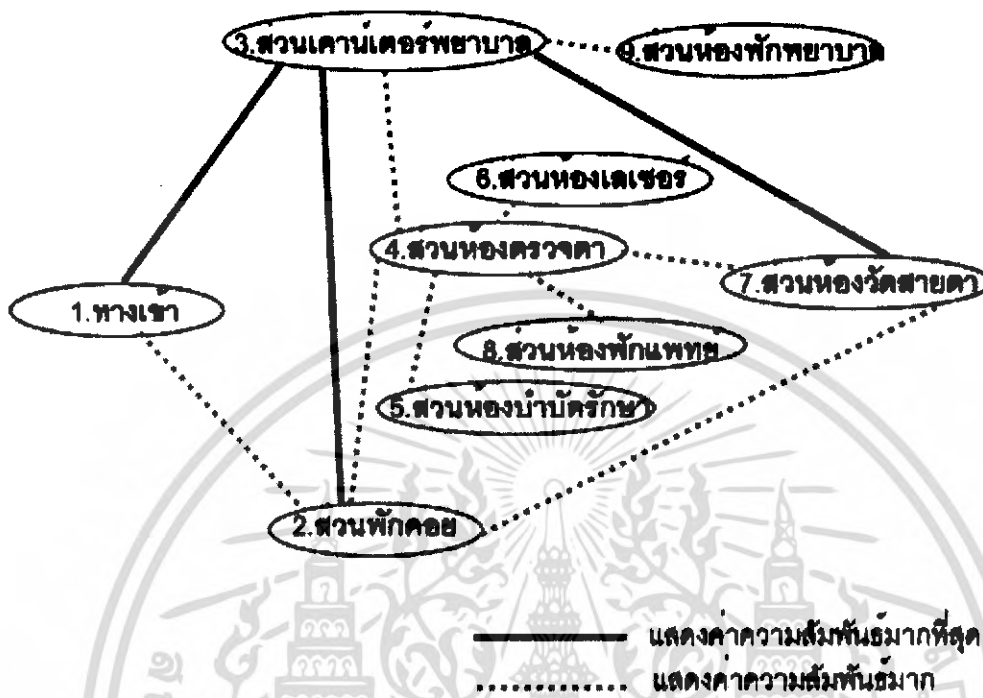 3.ส่วนเคาน์เตอร์พยาบาล
9.ส่วนห้องพักพยาบาล
6.ส่วนห้องเลเซอร์
4.ส่วนห้องตรวจตา
7.ส่วนห้องวัดสายตา
1.ทางเข้า
8.ส่วนห้องพักแพทย์
5.ส่วนห้องบำบัดรักษา
2.ส่วนพักคอย
แสดงค่าความสัมพันธ์มากที่สุด
แสดงค่าความสัมพันธ์มาก